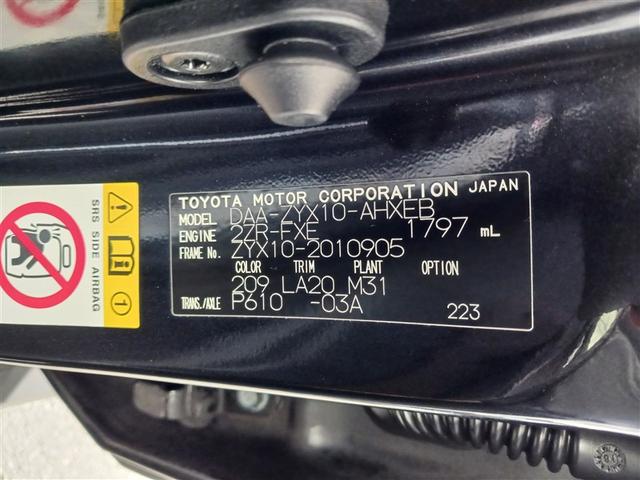 TOYOTA MOTOR CORPORATION JAPAN
MODEL DAA-ZYX10-AHXEB
ENGINE 2ZR-FXE 1797 mL
FRAME No. ZYX10-2010905
COLOR TRIM PLANT OPTION
209 LA20 M31
TRANS./AXLE P610 -03A 223
SRS SIDE AIRBAG
1